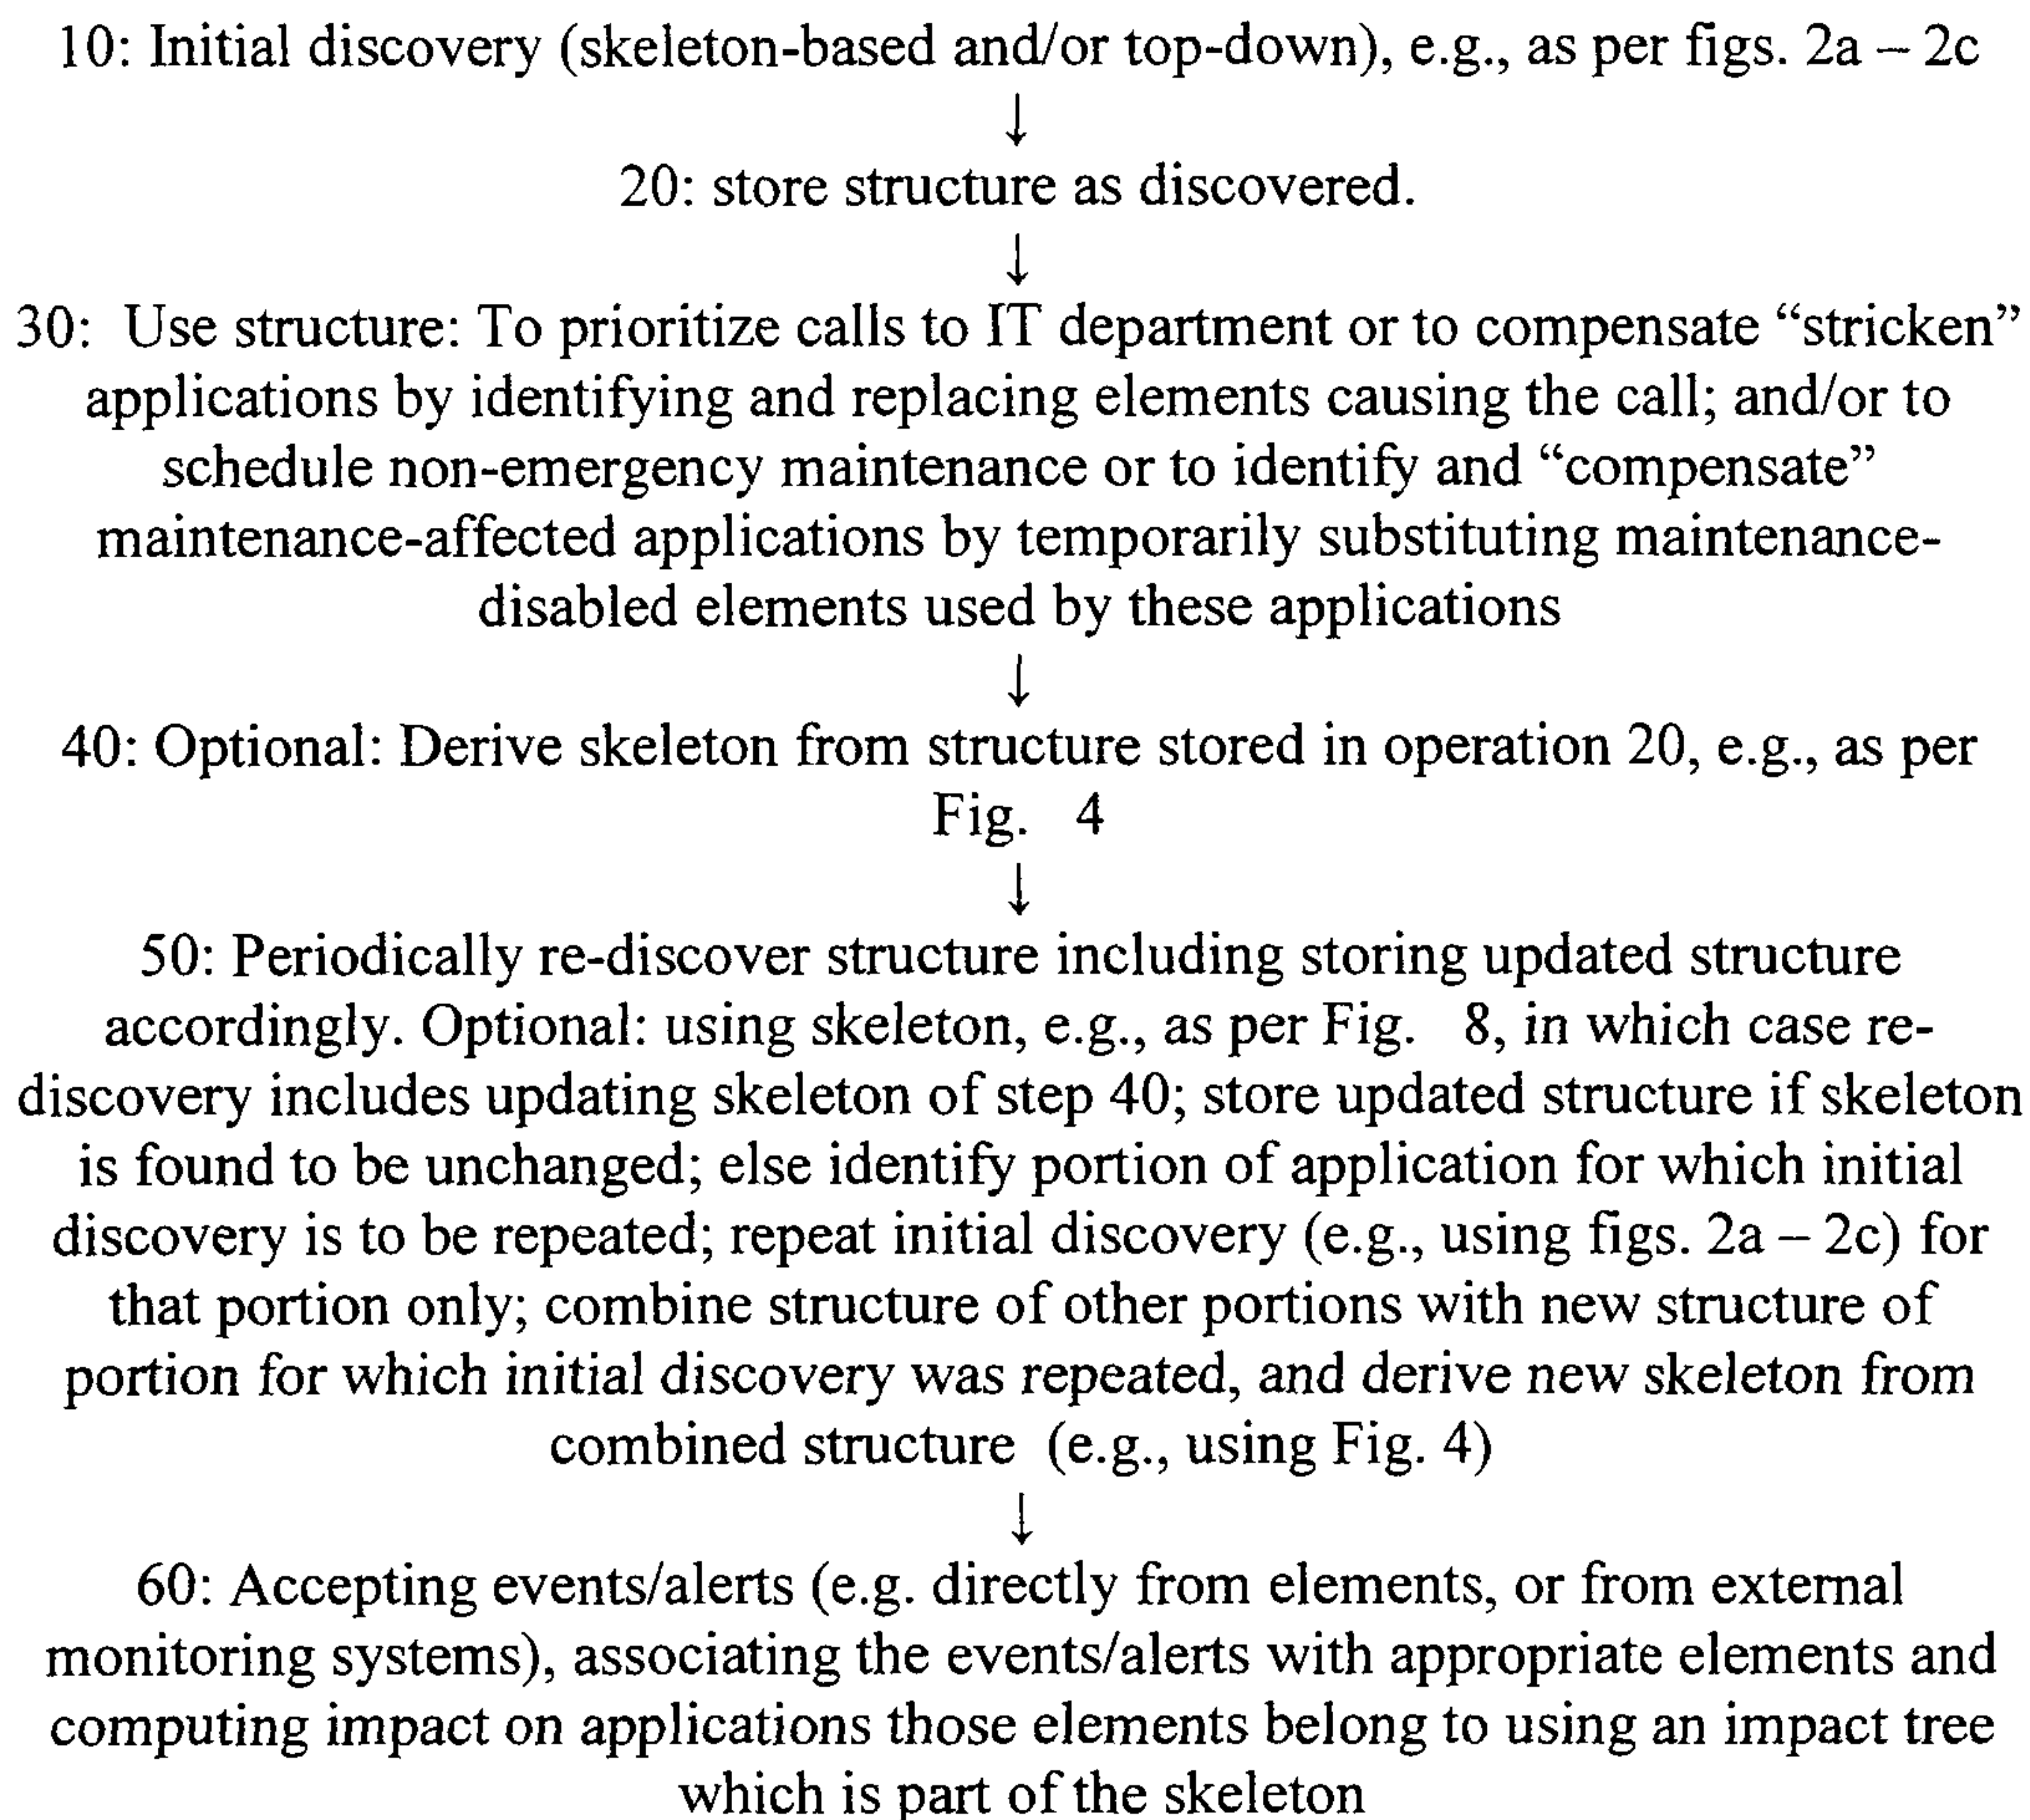 10: Initial discovery (skeleton-based and/or top-down), e.g., as per figs. 2a – 2c
↓
20: store structure as discovered.
↓
30: Use structure: To prioritize calls to IT department or to compensate “stricken”
applications by identifying and replacing elements causing the call; and/or to
schedule non-emergency maintenance or to identify and “compensate”
maintenance-affected applications by temporarily substituting maintenance-
disabled elements used by these applications
↓
40: Optional: Derive skeleton from structure stored in operation 20, e.g., as per
Fig. 4
↓
50: Periodically re-discover structure including storing updated structure
accordingly. Optional: using skeleton, e.g., as per Fig. 8, in which case re-
discovery includes updating skeleton of step 40; store updated structure if skeleton
is found to be unchanged; else identify portion of application for which initial
discovery is to be repeated; repeat initial discovery (e.g., using figs. 2a – 2c) for
that portion only; combine structure of other portions with new structure of
portion for which initial discovery was repeated, and derive new skeleton from
combined structure (e.g., using Fig. 4)
↓
60: Accepting events/alerts (e.g. directly from elements, or from external
monitoring systems), associating the events/alerts with appropriate elements and
computing impact on applications those elements belong to using an impact tree
which is part of the skeleton